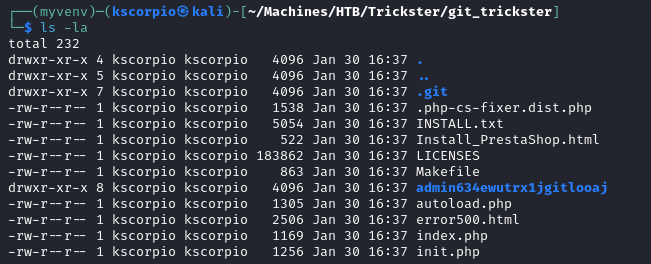 ┌──(myvenv)─(kscorpio㉿kali)-[~/Machines/HTB/Trickster/git_trickster]
└─$ ls -la
total 232
drwxr-xr-x 4 kscorpio kscorpio   4096 Jan 30 16:37 .
drwxr-xr-x 5 kscorpio kscorpio   4096 Jan 30 16:37 ..
drwxr-xr-x 7 kscorpio kscorpio   4096 Jan 30 16:37 .git
-rw-r--r-- 1 kscorpio kscorpio   1538 Jan 30 16:37 .php-cs-fixer.dist.php
-rw-r--r-- 1 kscorpio kscorpio   5054 Jan 30 16:37 INSTALL.txt
-rw-r--r-- 1 kscorpio kscorpio    522 Jan 30 16:37 Install_PrestaShop.html
-rw-r--r-- 1 kscorpio kscorpio 183862 Jan 30 16:37 LICENSES
-rw-r--r-- 1 kscorpio kscorpio    863 Jan 30 16:37 Makefile
drwxr-xr-x 8 kscorpio kscorpio   4096 Jan 30 16:37 admin634ewutrx1jgitlooaj
-rw-r--r-- 1 kscorpio kscorpio   1305 Jan 30 16:37 autoload.php
-rw-r--r-- 1 kscorpio kscorpio   2506 Jan 30 16:37 error500.html
-rw-r--r-- 1 kscorpio kscorpio   1169 Jan 30 16:37 index.php
-rw-r--r-- 1 kscorpio kscorpio   1256 Jan 30 16:37 init.php